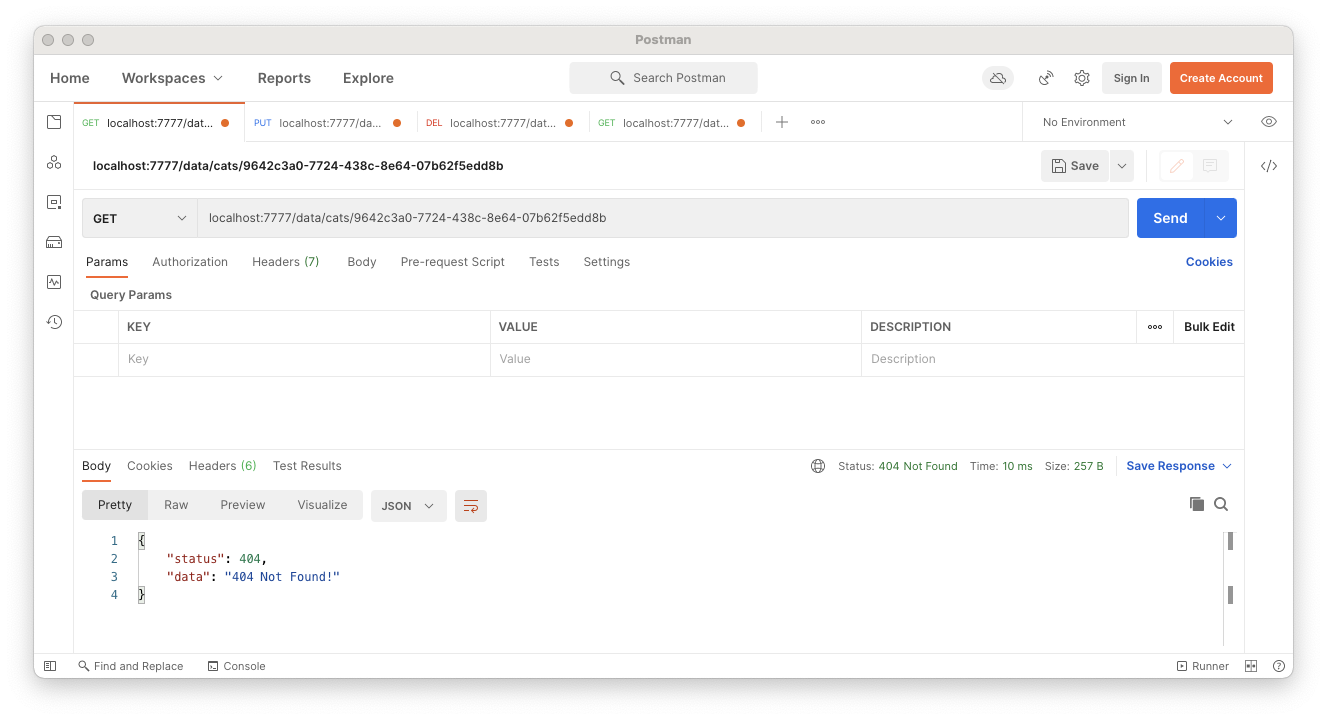 Postman
Home Workspaces Reports Explore Search Postman Sign In Create Account
GET localhost:7777/dat... PUT localhost:7777/da... DEL localhost:7777/dat... GET localhost:7777/dat... No Environment
localhost:7777/data/cats/9642c3a0-7724-438c-8e64-07b62f5edd8b Save
GET localhost:7777/data/cats/9642c3a0-7724-438c-8e64-07b62f5edd8b Send
Params Authorization Headers (7) Body Pre-request Script Tests Settings Cookies
Query Params
KEY VALUE DESCRIPTION Bulk Edit
Key Value Description
Body Cookies Headers (6) Test Results Status: 404 Not Found Time: 10 ms Size: 257 B Save Response
Pretty Raw Preview Visualize JSON
1 {
2 "status": 404,
3 "data": "404 Not Found!"
4 }
Find and Replace Console Runner